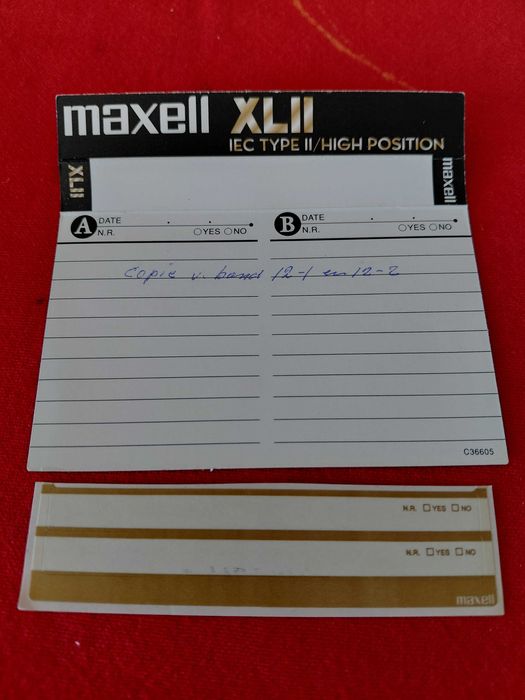 maxell XLII
IEC TYPE II/HIGH POSITION
XLII
maxell
A DATE . . .
N.R. ○YES ○NO
B DATE . . .
N.R. ○YES ○NO
Copie v. band 12-1 en 12-2
C36605
N.R. □YES □NO
N.R. □YES □NO
maxell